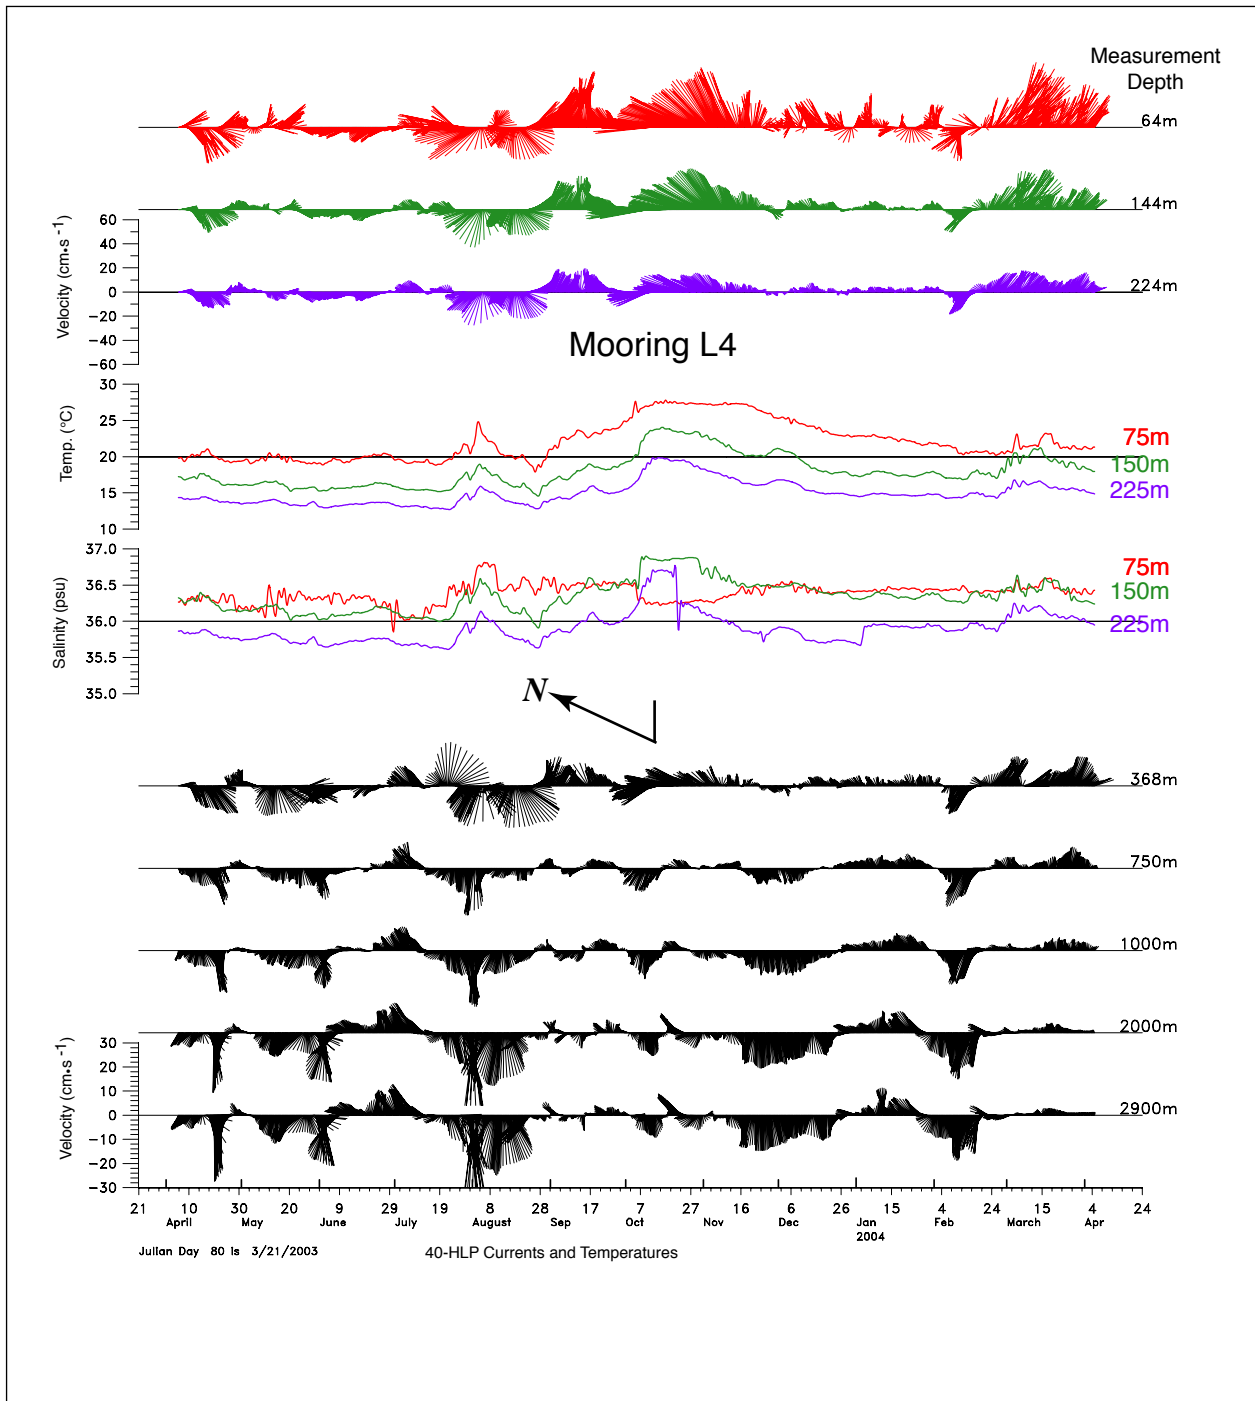 Measurement
Depth
64m
144m
60
40
20
0
−20
−40
−60
Velocity (cm•s -1)
224m
Mooring L4
30
25
20
15
10
Temp. (°C)
75m
150m
225m
37.0
36.5
36.0
35.5
35.0
Salinity (psu)
75m
150m
225m
N
368m
750m
1000m
2000m
30
20
10
0
−10
−20
−30
Velocity (cm•s -1)
2900m
21 10 30 20 9 29 19 8 28 17 7 27 16 6 26 15 4 24 15 4 24
April May June July August Sep Oct Nov Dec Jan Feb March Apr
2004
Julian Day 80 Is 3/21/2003
40-HLP Currents and Temperatures